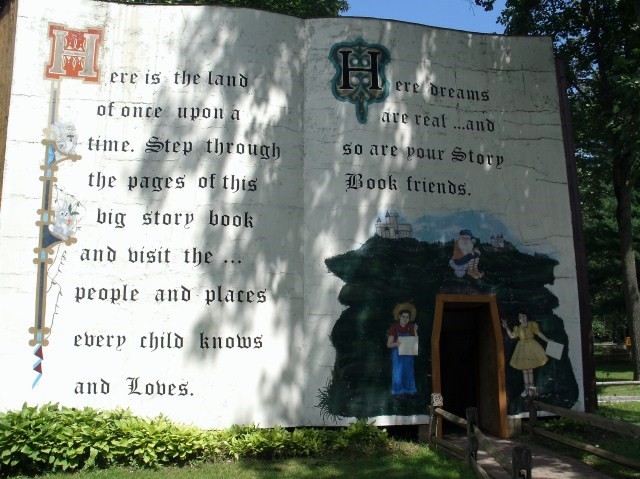 Here is the land
of once upon a
time. Step through
the pages of this
big story book
and visit the ...
people and places
every child knows
and Loves.
Here dreams
are real ...and
so are your Story
Book friends.